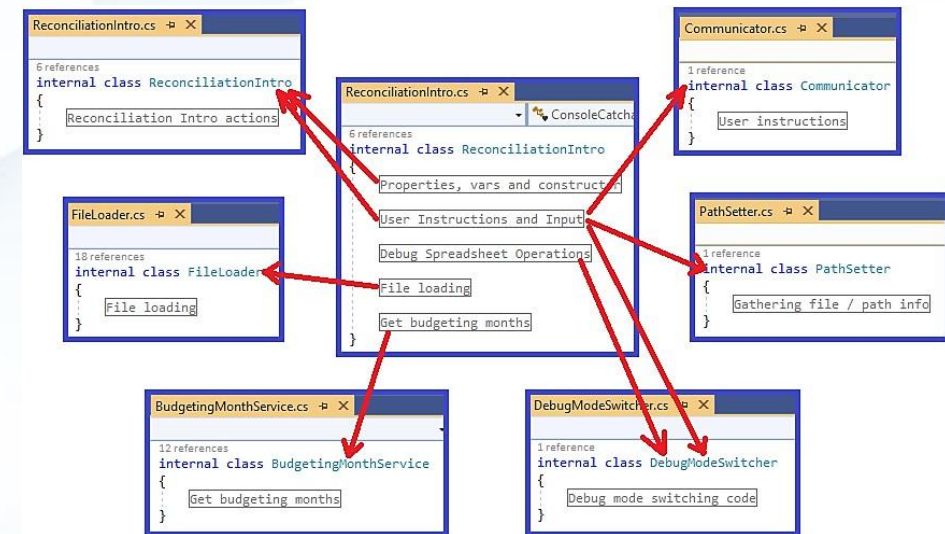 ReconciliationIntro.cs
6 references
internal class ReconciliationIntro
{
Reconciliation Intro actions
}
ReconciliationIntro.cs
ConsoleCatcha
6 references
internal class ReconciliationIntro
{
Properties, vars and constructor
User Instructions and Input
Debug Spreadsheet Operations
File loading
Get budgeting months
}
Communicator.cs
1 reference
internal class Communicator
{
User instructions
}
FileLoader.cs
18 references
internal class FileLoader
{
File loading
}
PathSetter.cs
1 reference
internal class PathSetter
{
Gathering file / path info
}
BudgetingMonthService.cs
12 references
internal class BudgetingMonthService
{
Get budgeting months
}
DebugModeSwitcher.cs
1 reference
internal class DebugModeSwitcher
{
Debug mode switching code
}